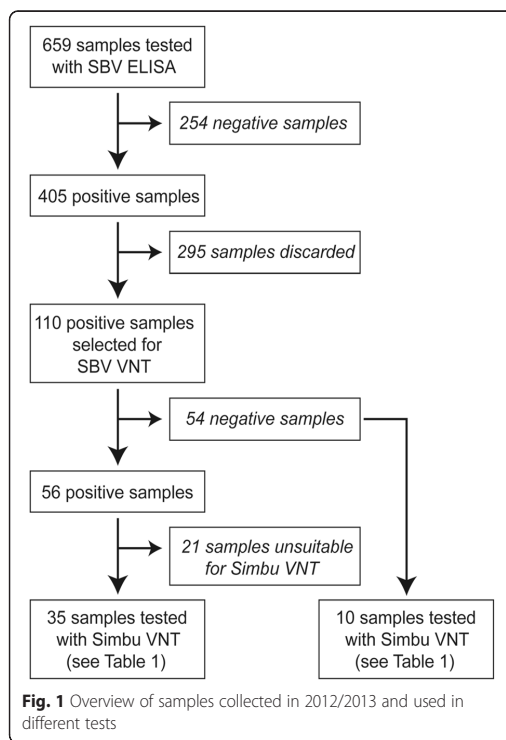 659 samples tested
with SBV ELISA
254 negative samples
405 positive samples
295 samples discarded
110 positive samples
selected for
SBV VNT
54 negative samples
56 positive samples
21 samples unsuitable
for Simbu VNT
35 samples tested
with Simbu VNT
(see Table 1)
10 samples tested
with Simbu VNT
(see Table 1)
Fig. 1 Overview of samples collected in 2012/2013 and used in
different tests